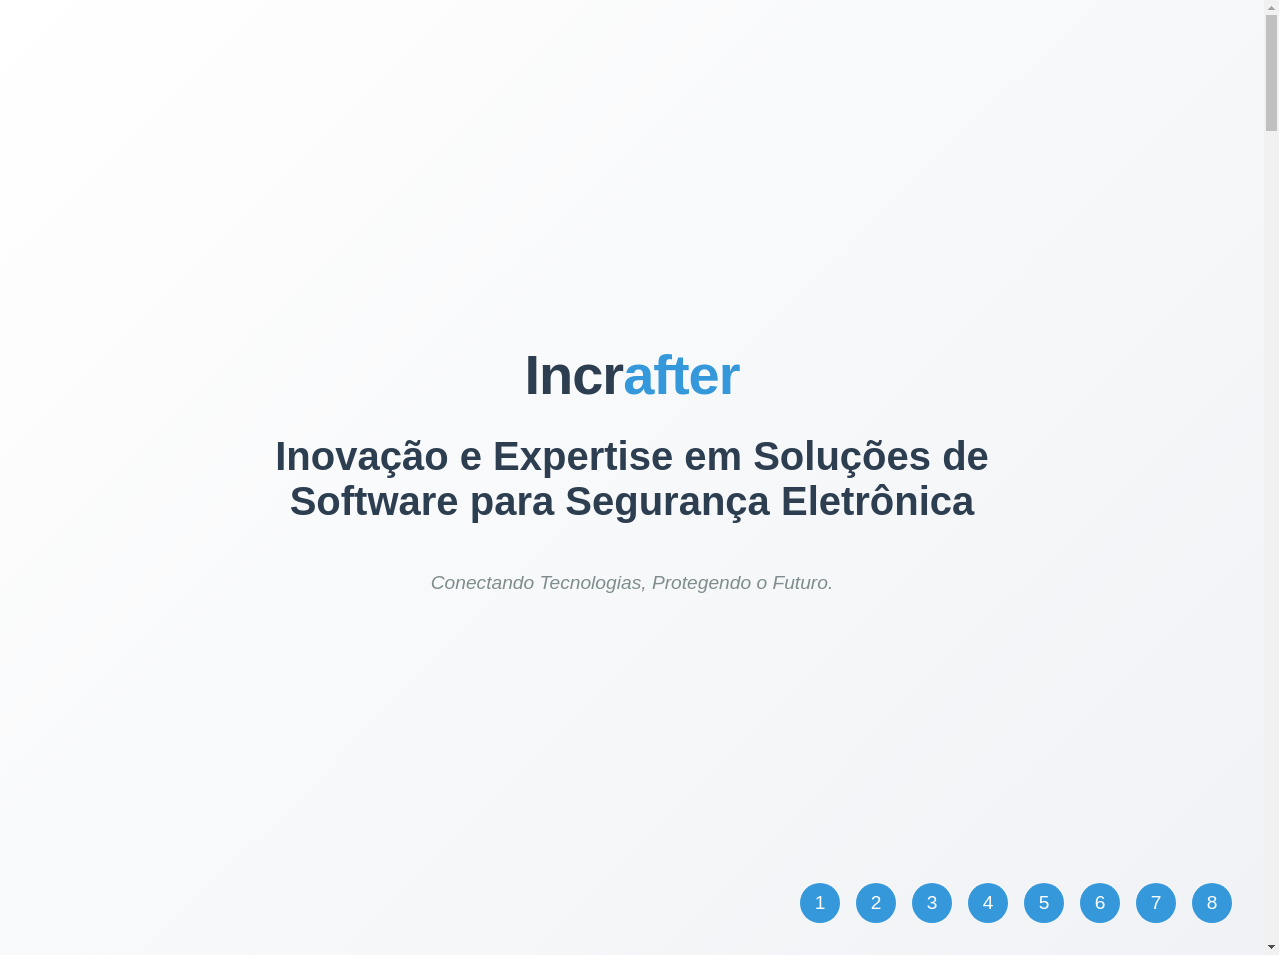 Incrafter
Inovação e Expertise em Soluções de
Software para Segurança Eletrônica
Conectando Tecnologias, Protegendo o Futuro.
1 2 3 4 5 6 7 8